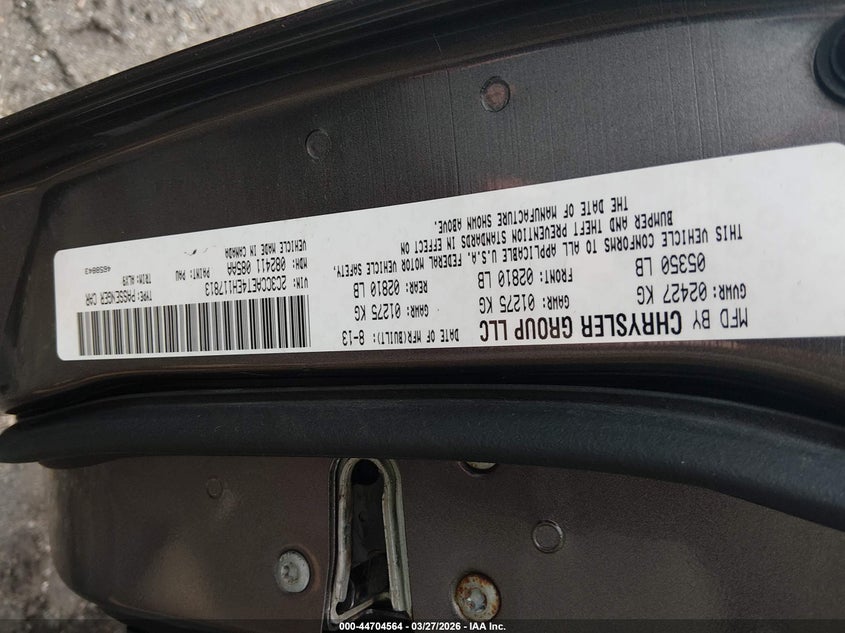 MFD BY CHRYSLER GROUP LLC
DATE OF MFR(BUILT): 8-13
GVWR: 02427 KG
05350 LB
GAWR: 01275 KG
FRONT: 02810 LB
GAWR: 01275 KG
REAR: 02810 LB
THIS VEHICLE CONFORMS TO ALL APPLICABLE U.S.A. FEDERAL MOTOR VEHICLE SAFETY,
BUMPER AND THEFT PREVENTION STANDARDS IN EFFECT ON
THE DATE OF MANUFACTURE SHOWN ABOVE.
VIN: 2C3CCAET4EH117813
TYPE: PASSENGER CAR
MDH: 082411 085AA
PAINT: PAU
TRIM: HLX9
VEHICLE MADE IN CANADA
4658843
000-44704564 - 03/27/2026 - IAA Inc.